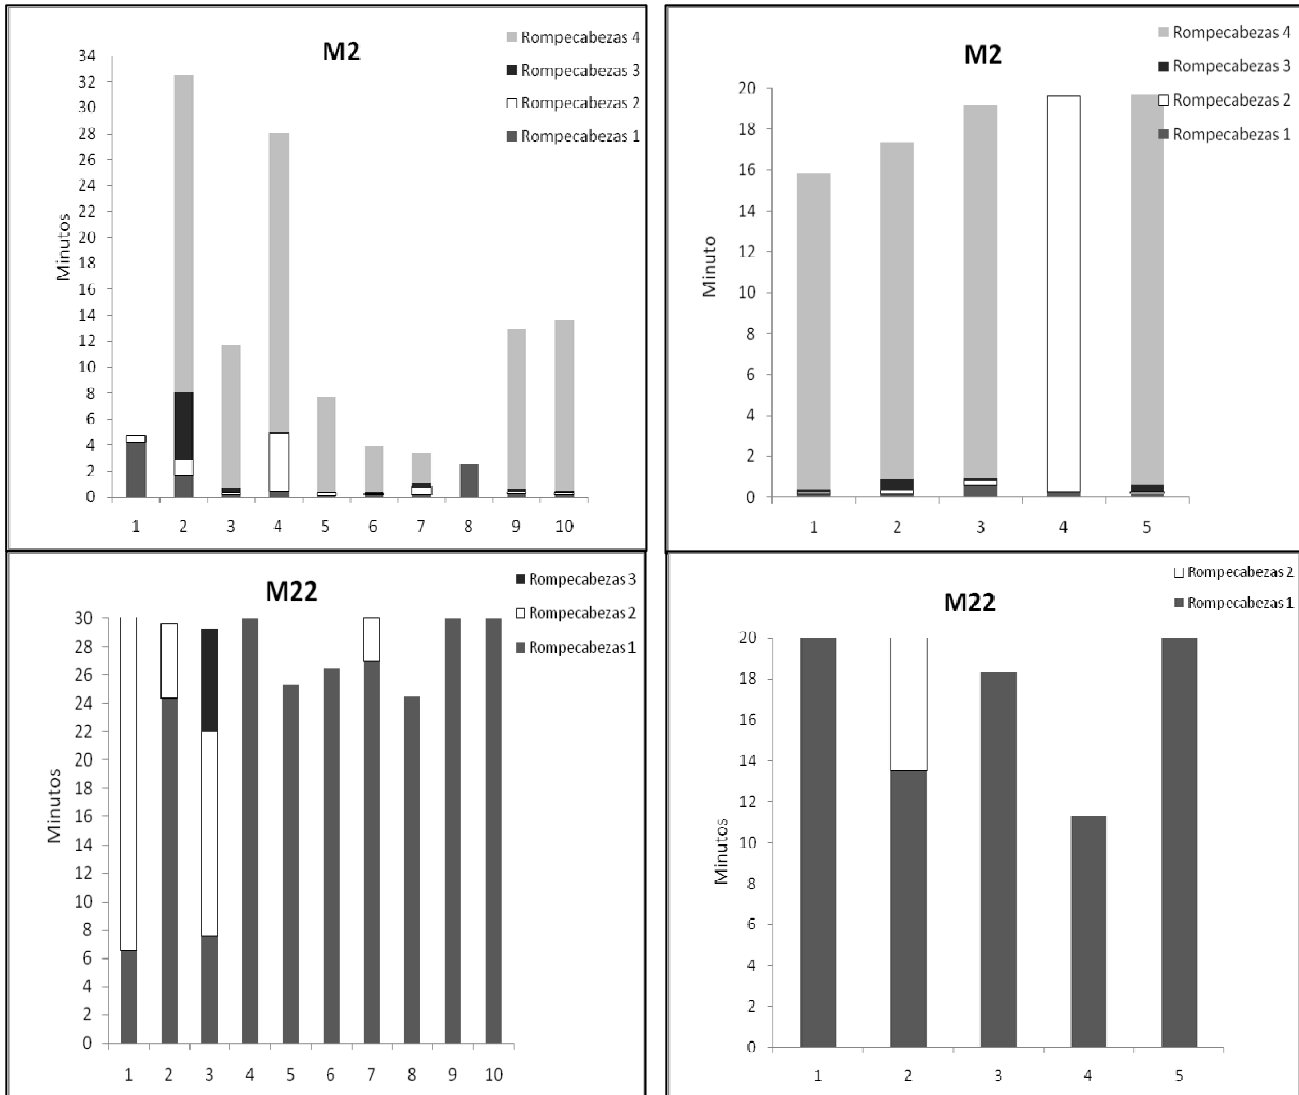 M2
Rompecabezas 4
Rompecabezas 3
Rompecabezas 2
Rompecabezas 1
Minutos
34
32
30
28
26
24
22
20
18
16
14
12
10
8
6
4
2
0
1 2 3 4 5 6 7 8 9 10
M2
Rompecabezas 4
Rompecabezas 3
Rompecabezas 2
Rompecabezas 1
Minuto
20
18
16
14
12
10
8
6
4
2
0
1 2 3 4 5
M22
Rompecabezas 3
Rompecabezas 2
Rompecabezas 1
Minutos
30
28
26
24
22
20
18
16
14
12
10
8
6
4
2
0
1 2 3 4 5 6 7 8 9 10
M22
Rompecabezas 2
Rompecabezas 1
Minutos
20
18
16
14
12
10
8
6
4
2
0
1 2 3 4 5